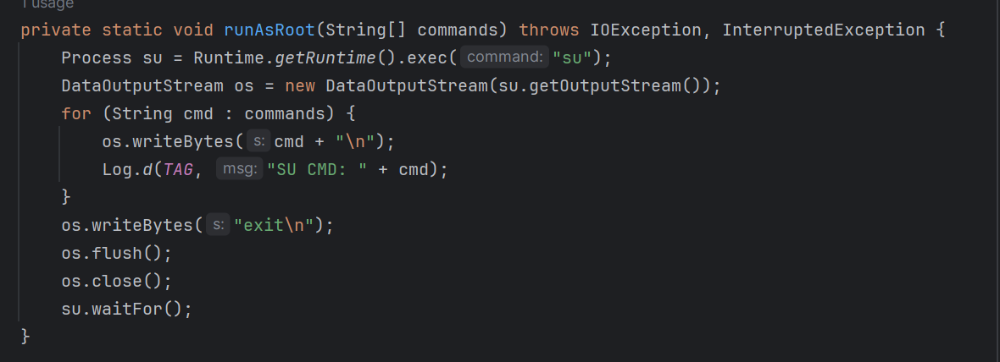 1 usage
private static void runAsRoot(String[] commands) throws IOException, InterruptedException {
Process su = Runtime.getRuntime().exec( command: "su");
DataOutputStream os = new DataOutputStream(su.getOutputStream());
for (String cmd : commands) {
os.writeBytes( s: cmd + "\n");
Log.d(TAG, msg: "SU CMD: " + cmd);
}
os.writeBytes( s: "exit\n");
os.flush();
os.close();
su.waitFor();
}